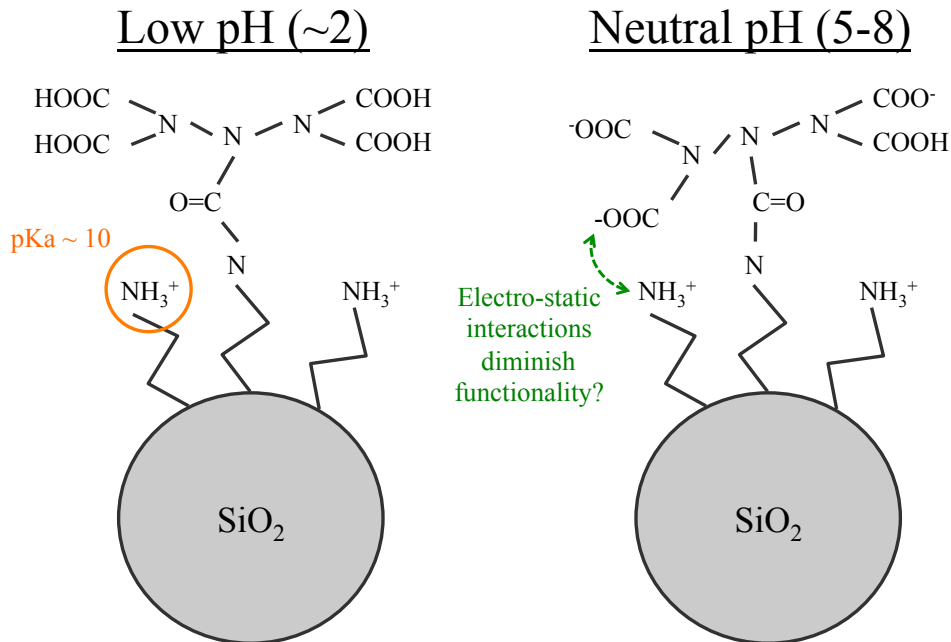 Low pH (~2)
HOOC
HOOC
N
N
N
COOH
COOH
O=C
N
pKa ~ 10
NH₃⁺
NH₃⁺
SiO₂
Neutral pH (5-8)
⁻OOC
-OOC
N
N
N
COO⁻
COOH
C=O
N
NH₃⁺
NH₃⁺
Electro-static
interactions
diminish
functionality?
SiO₂